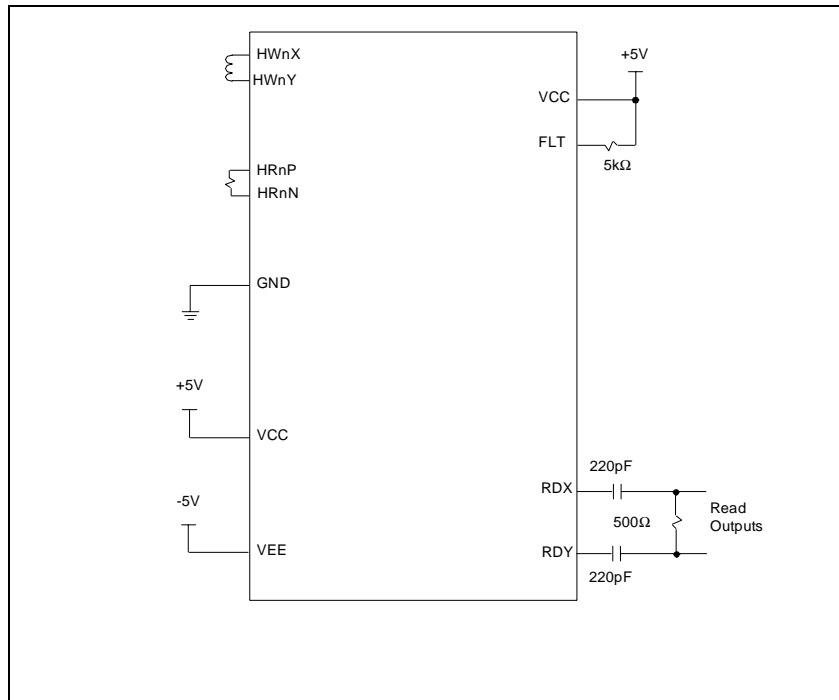 HWnX
HWnY
HRnP
HRnN
GND
+5V
VCC
-5V
VEE
+5V
VCC
FLT
5kΩ
220pF
RDX
500Ω
Read
Outputs
RDY
220pF